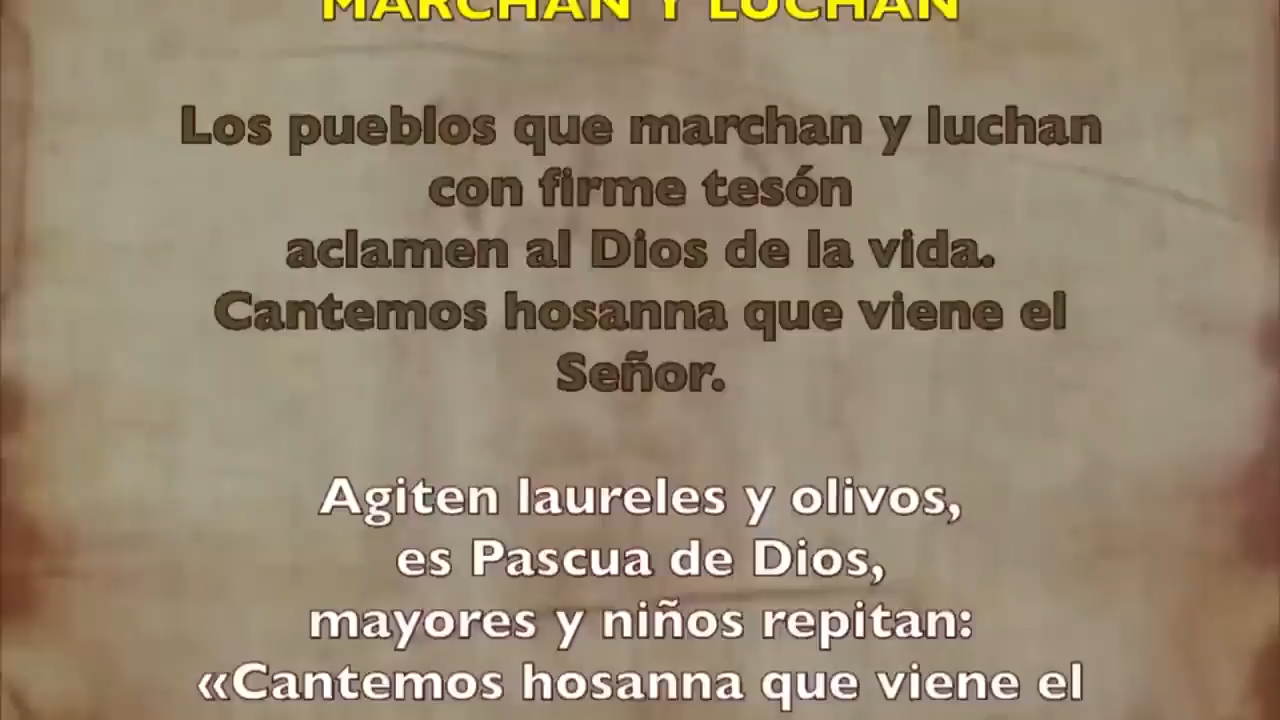 MARCHAN Y LUCHAN
Los pueblos que marchan y luchan
con firme tesón
aclamen al Dios de la vida.
Cantemos hosanna que viene el
Señor.
Agiten laureles y olivos,
es Pascua de Dios,
mayores y niños repitan:
«Cantemos hosanna que viene el